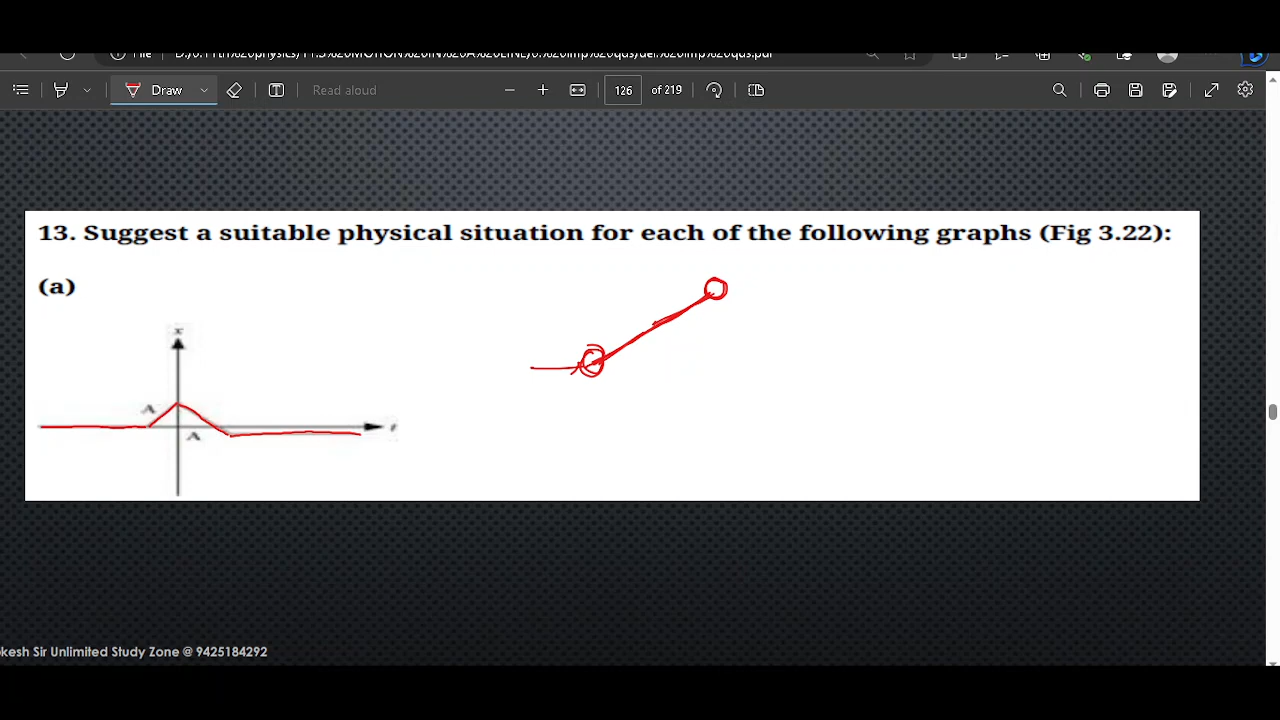 Draw
Read aloud
126 of 219
13. Suggest a suitable physical situation for each of the following graphs (Fig 3.22):
(a)
x
A
A
t
kesh Sir Unlimited Study Zone @ 9425184292